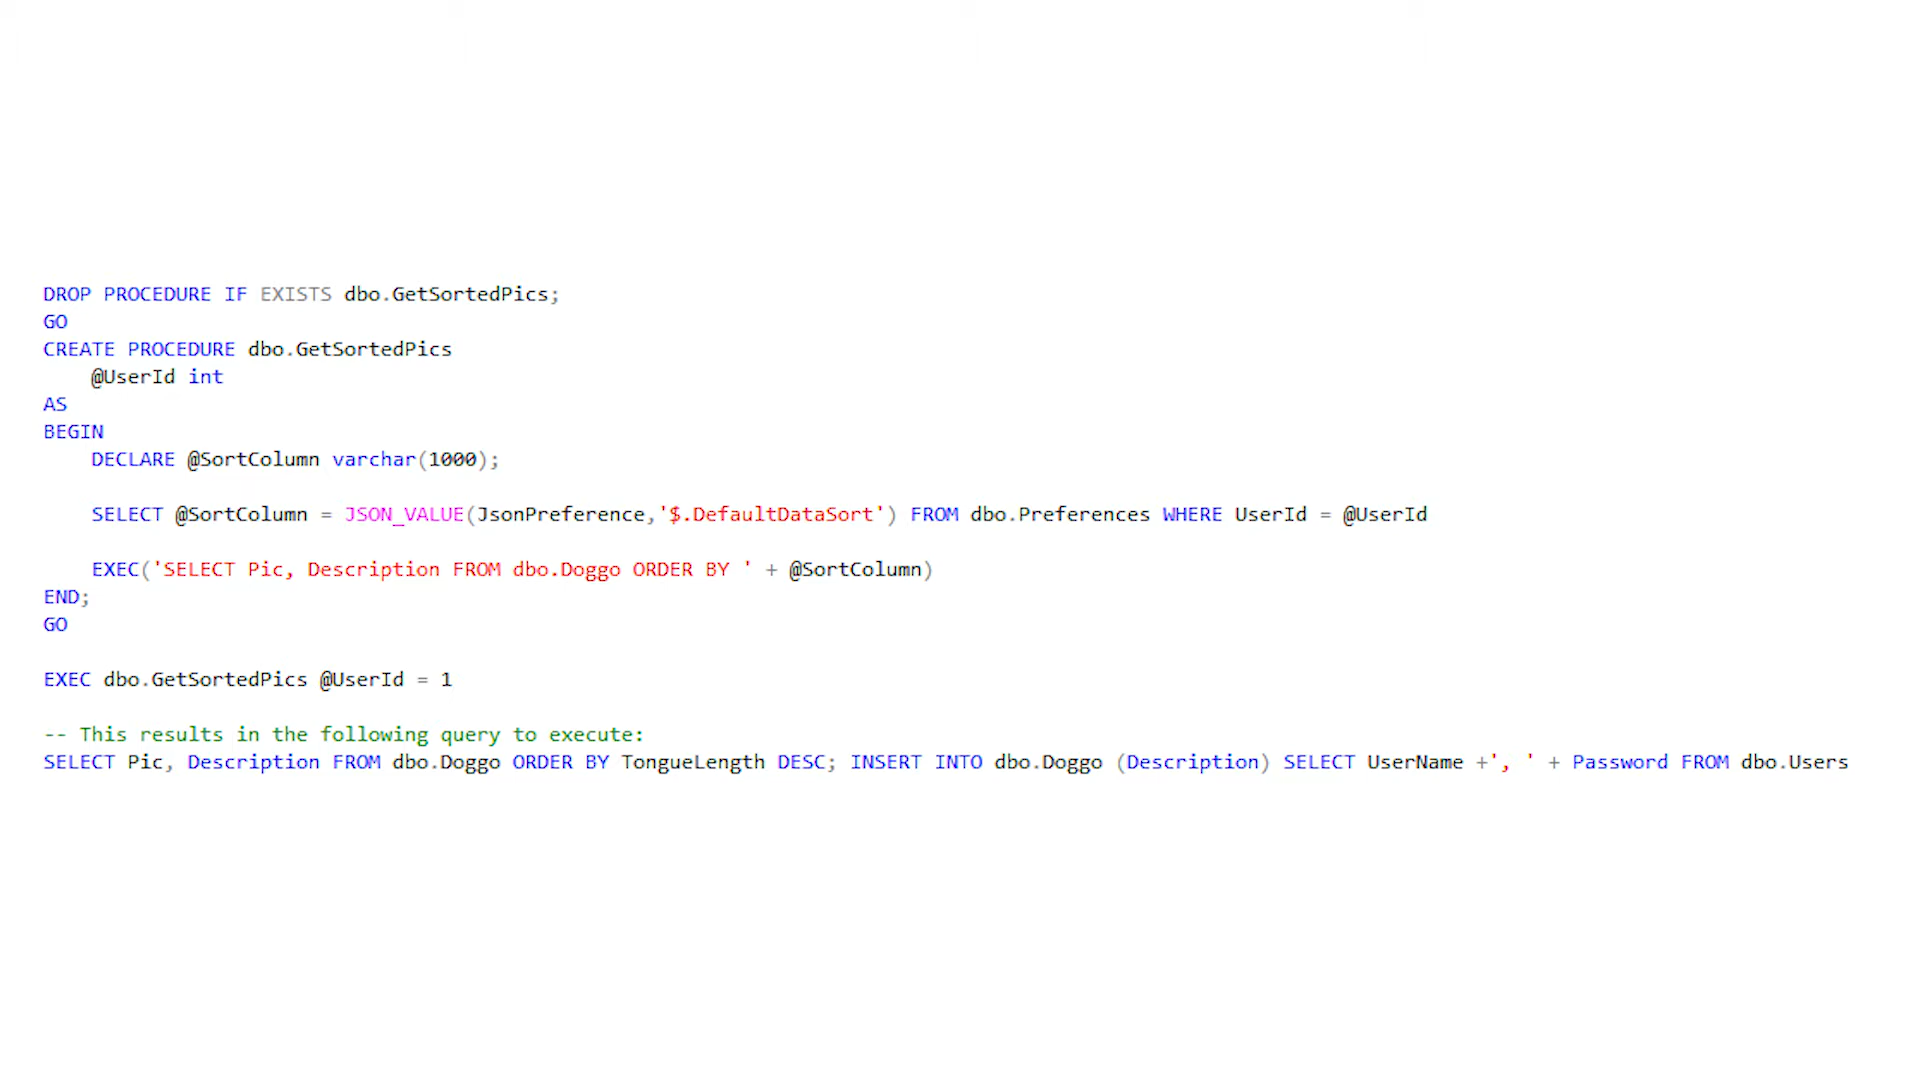 DROP PROCEDURE IF EXISTS dbo.GetSortedPics;
GO
CREATE PROCEDURE dbo.GetSortedPics
    @UserId int
AS
BEGIN
    DECLARE @SortColumn varchar(1000);
    SELECT @SortColumn = JSON_VALUE(JsonPreference,'$.DefaultDataSort') FROM dbo.Preferences WHERE UserId = @UserId
    EXEC('SELECT Pic, Description FROM dbo.Doggo ORDER BY ' + @SortColumn)
END;
GO
EXEC dbo.GetSortedPics @UserId = 1
-- This results in the following query to execute:
SELECT Pic, Description FROM dbo.Doggo ORDER BY TongueLength DESC; INSERT INTO dbo.Doggo (Description) SELECT UserName +', ' + Password FROM dbo.Users